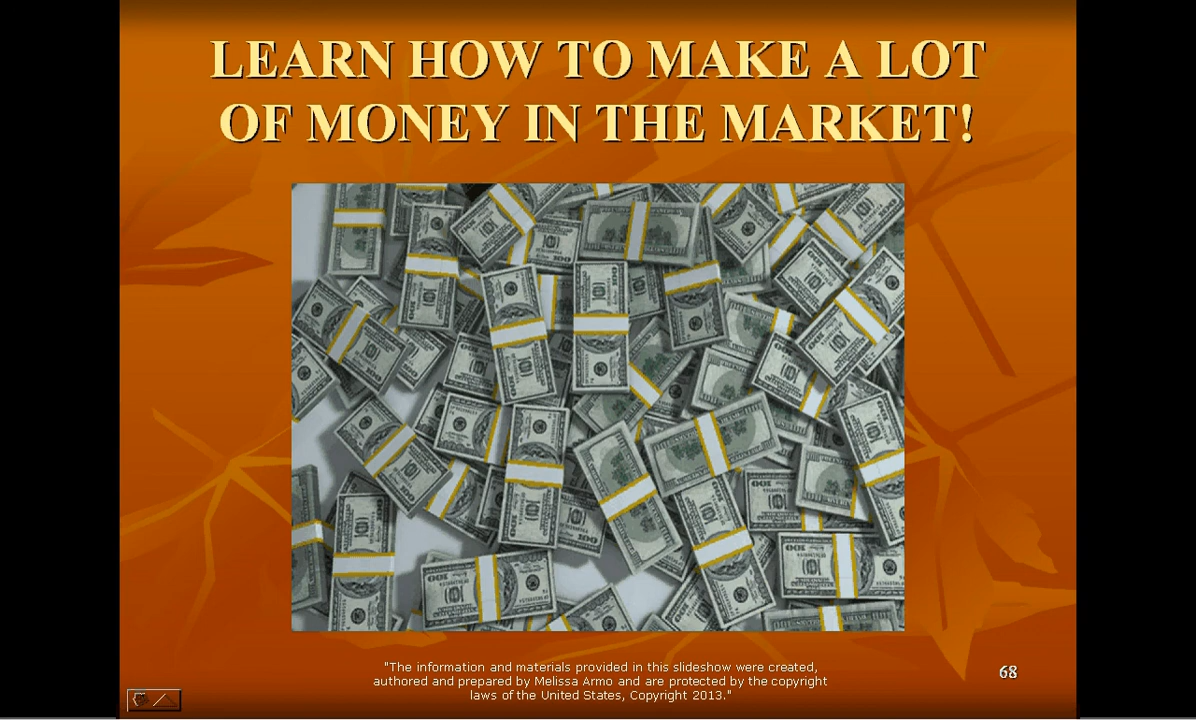 LEARN HOW TO MAKE A LOT
OF MONEY IN THE MARKET!
"The information and materials provided in this slideshow were created,
authored and prepared by Melissa Armo and are protected by the copyright
laws of the United States, Copyright 2013."
68